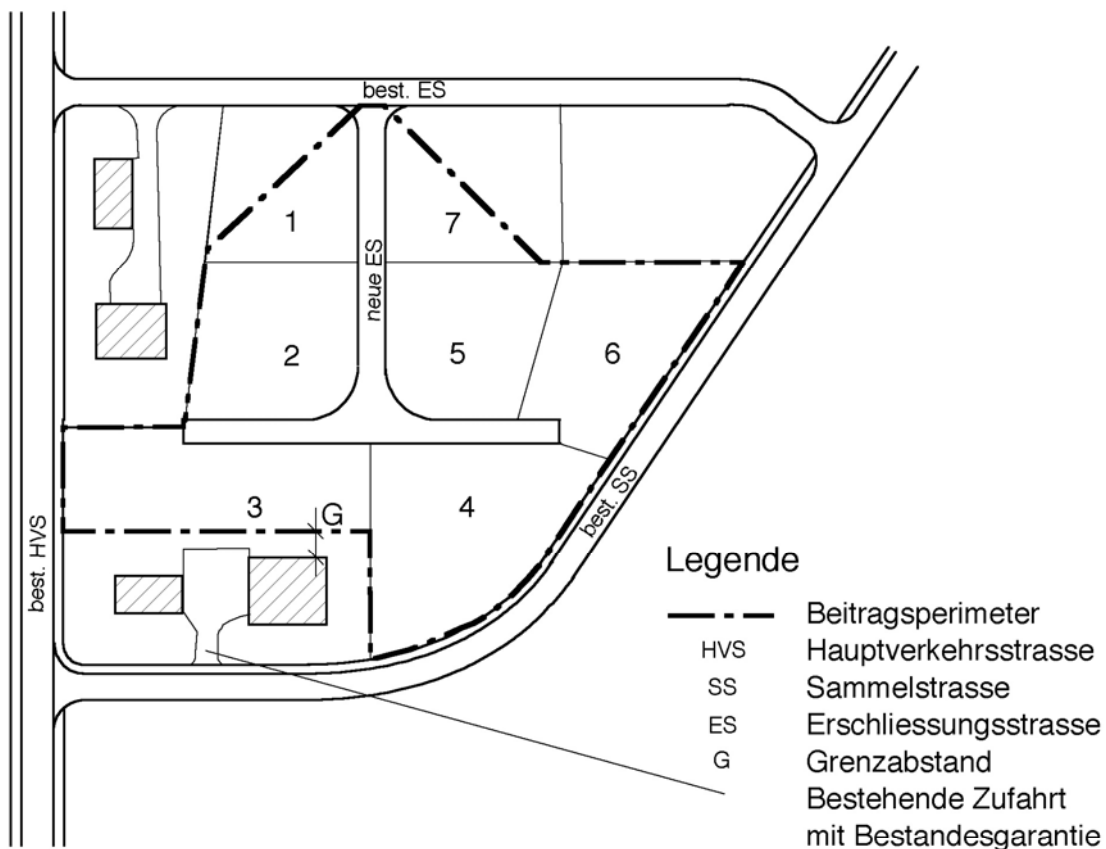 best. ES
1
7
neue ES
2
5
6
3
G
4
best. HVS
best. SS
Legende
Beitragsperimeter
HVS Hauptverkehrsstrasse
SS Sammelstrasse
ES Erschliessungsstrasse
G Grenzabstand
Bestehende Zufahrt
mit Bestandesgarantie